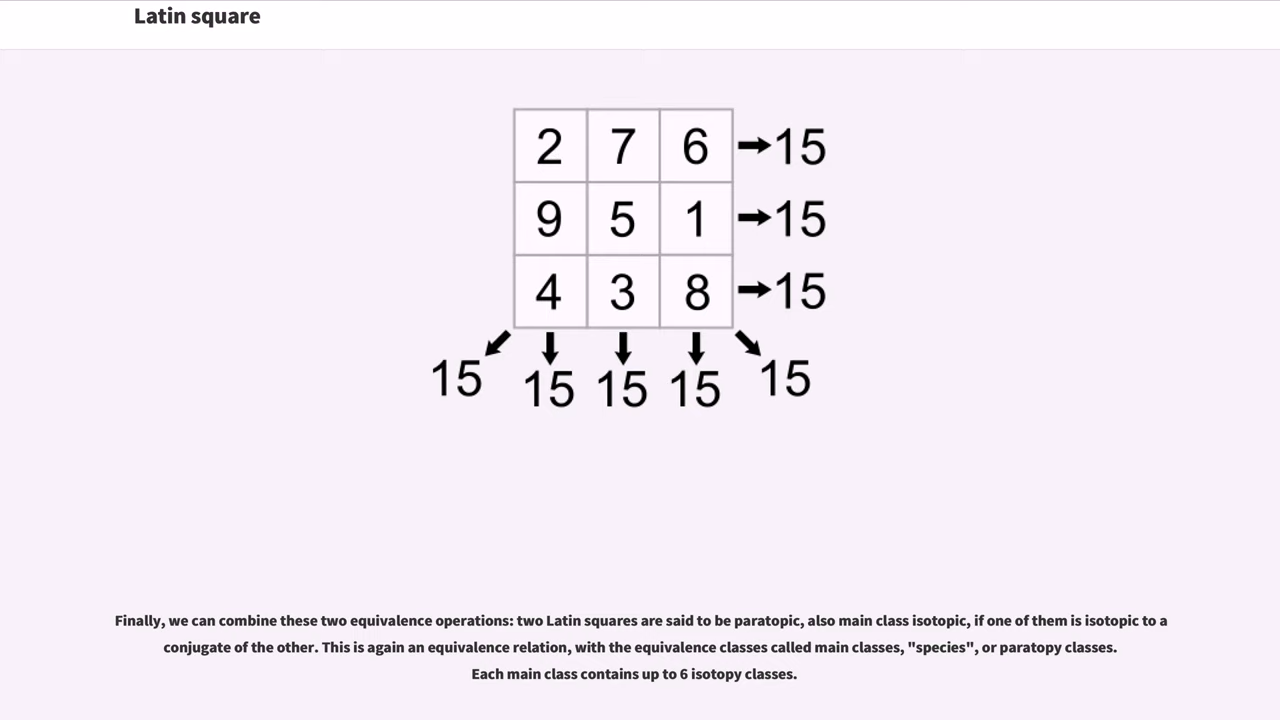 Latin square
2 7 6 15
9 5 1 15
4 3 8 15
15 15 15 15 15
Finally, we can combine these two equivalence operations: two Latin squares are said to be paratopic, also main class isotopic, if one of them is isotopic to a
conjugate of the other. This is again an equivalence relation, with the equivalence classes called main classes, "species", or paratopy classes.
Each main class contains up to 6 isotopy classes.